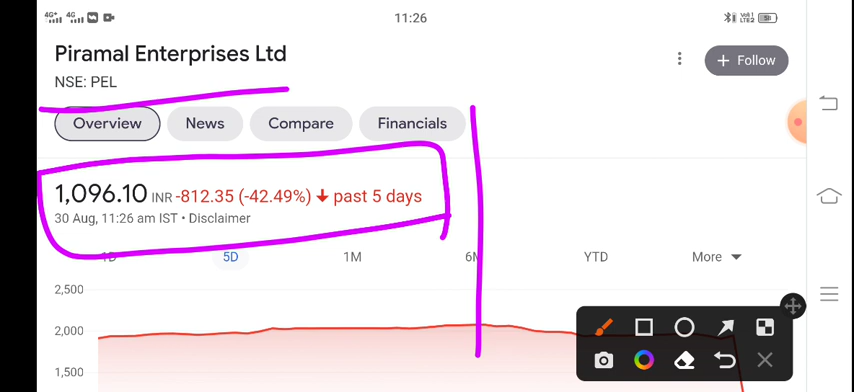 4G+ 4G 11:26
Piramal Enterprises Ltd
NSE: PEL
+ Follow
Overview News Compare Financials
1,096.10 INR -812.35 (-42.49%) ↓ past 5 days
30 Aug, 11:26 am IST • Disclaimer
1D 5D 1M 6M YTD More
2,500
2,000
1,500